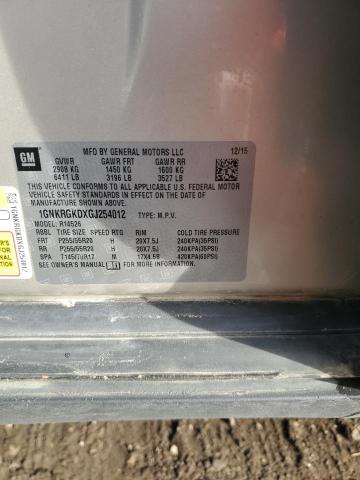 GM
MFD BY GENERAL MOTORS LLC 12/15
GVWR GAWR FRT GAWR RR
2908 KG 1450 KG 1600 KG
6411 LB 3196 LB 3527 LB
THIS VEHICLE CONFORMS TO ALL APPLICABLE U.S. FEDERAL MOTOR
VEHICLE SAFETY STANDARDS IN EFFECT ON THE DATE OF
MANUFACTURE SHOWN ABOVE.
1GNKRGKDXGJ254012 TYPE: M.P.V.
MODEL: R14526
TIRE SIZE SPEED RTG RIM COLD TIRE PRESSURE
FRT P255/55R20 H 20X7.5J 240KPA(35PSI)
RR P255/55R20 H 20X7.5J 240KPA(35PSI)
SPA T145/70R17 M 17X4.5B 420KPA(60PSI)
SEE OWNER'S MANUAL FOR MORE INFORMATION.
1GNKRGKDXGJ254012